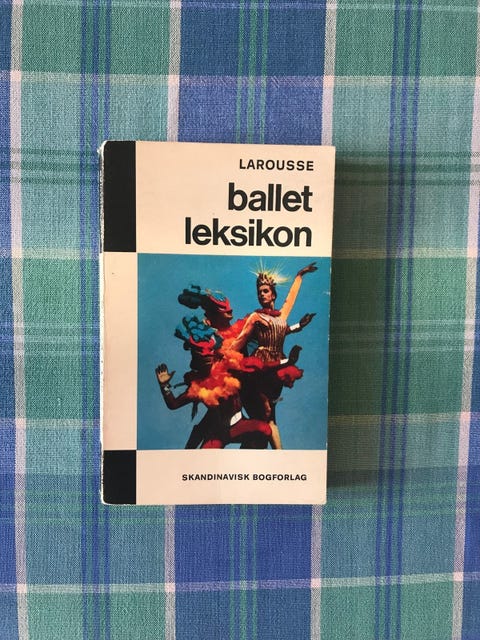 LAROUSSE
ballet
leksikon
SKANDINAVISK BOGFORLAG